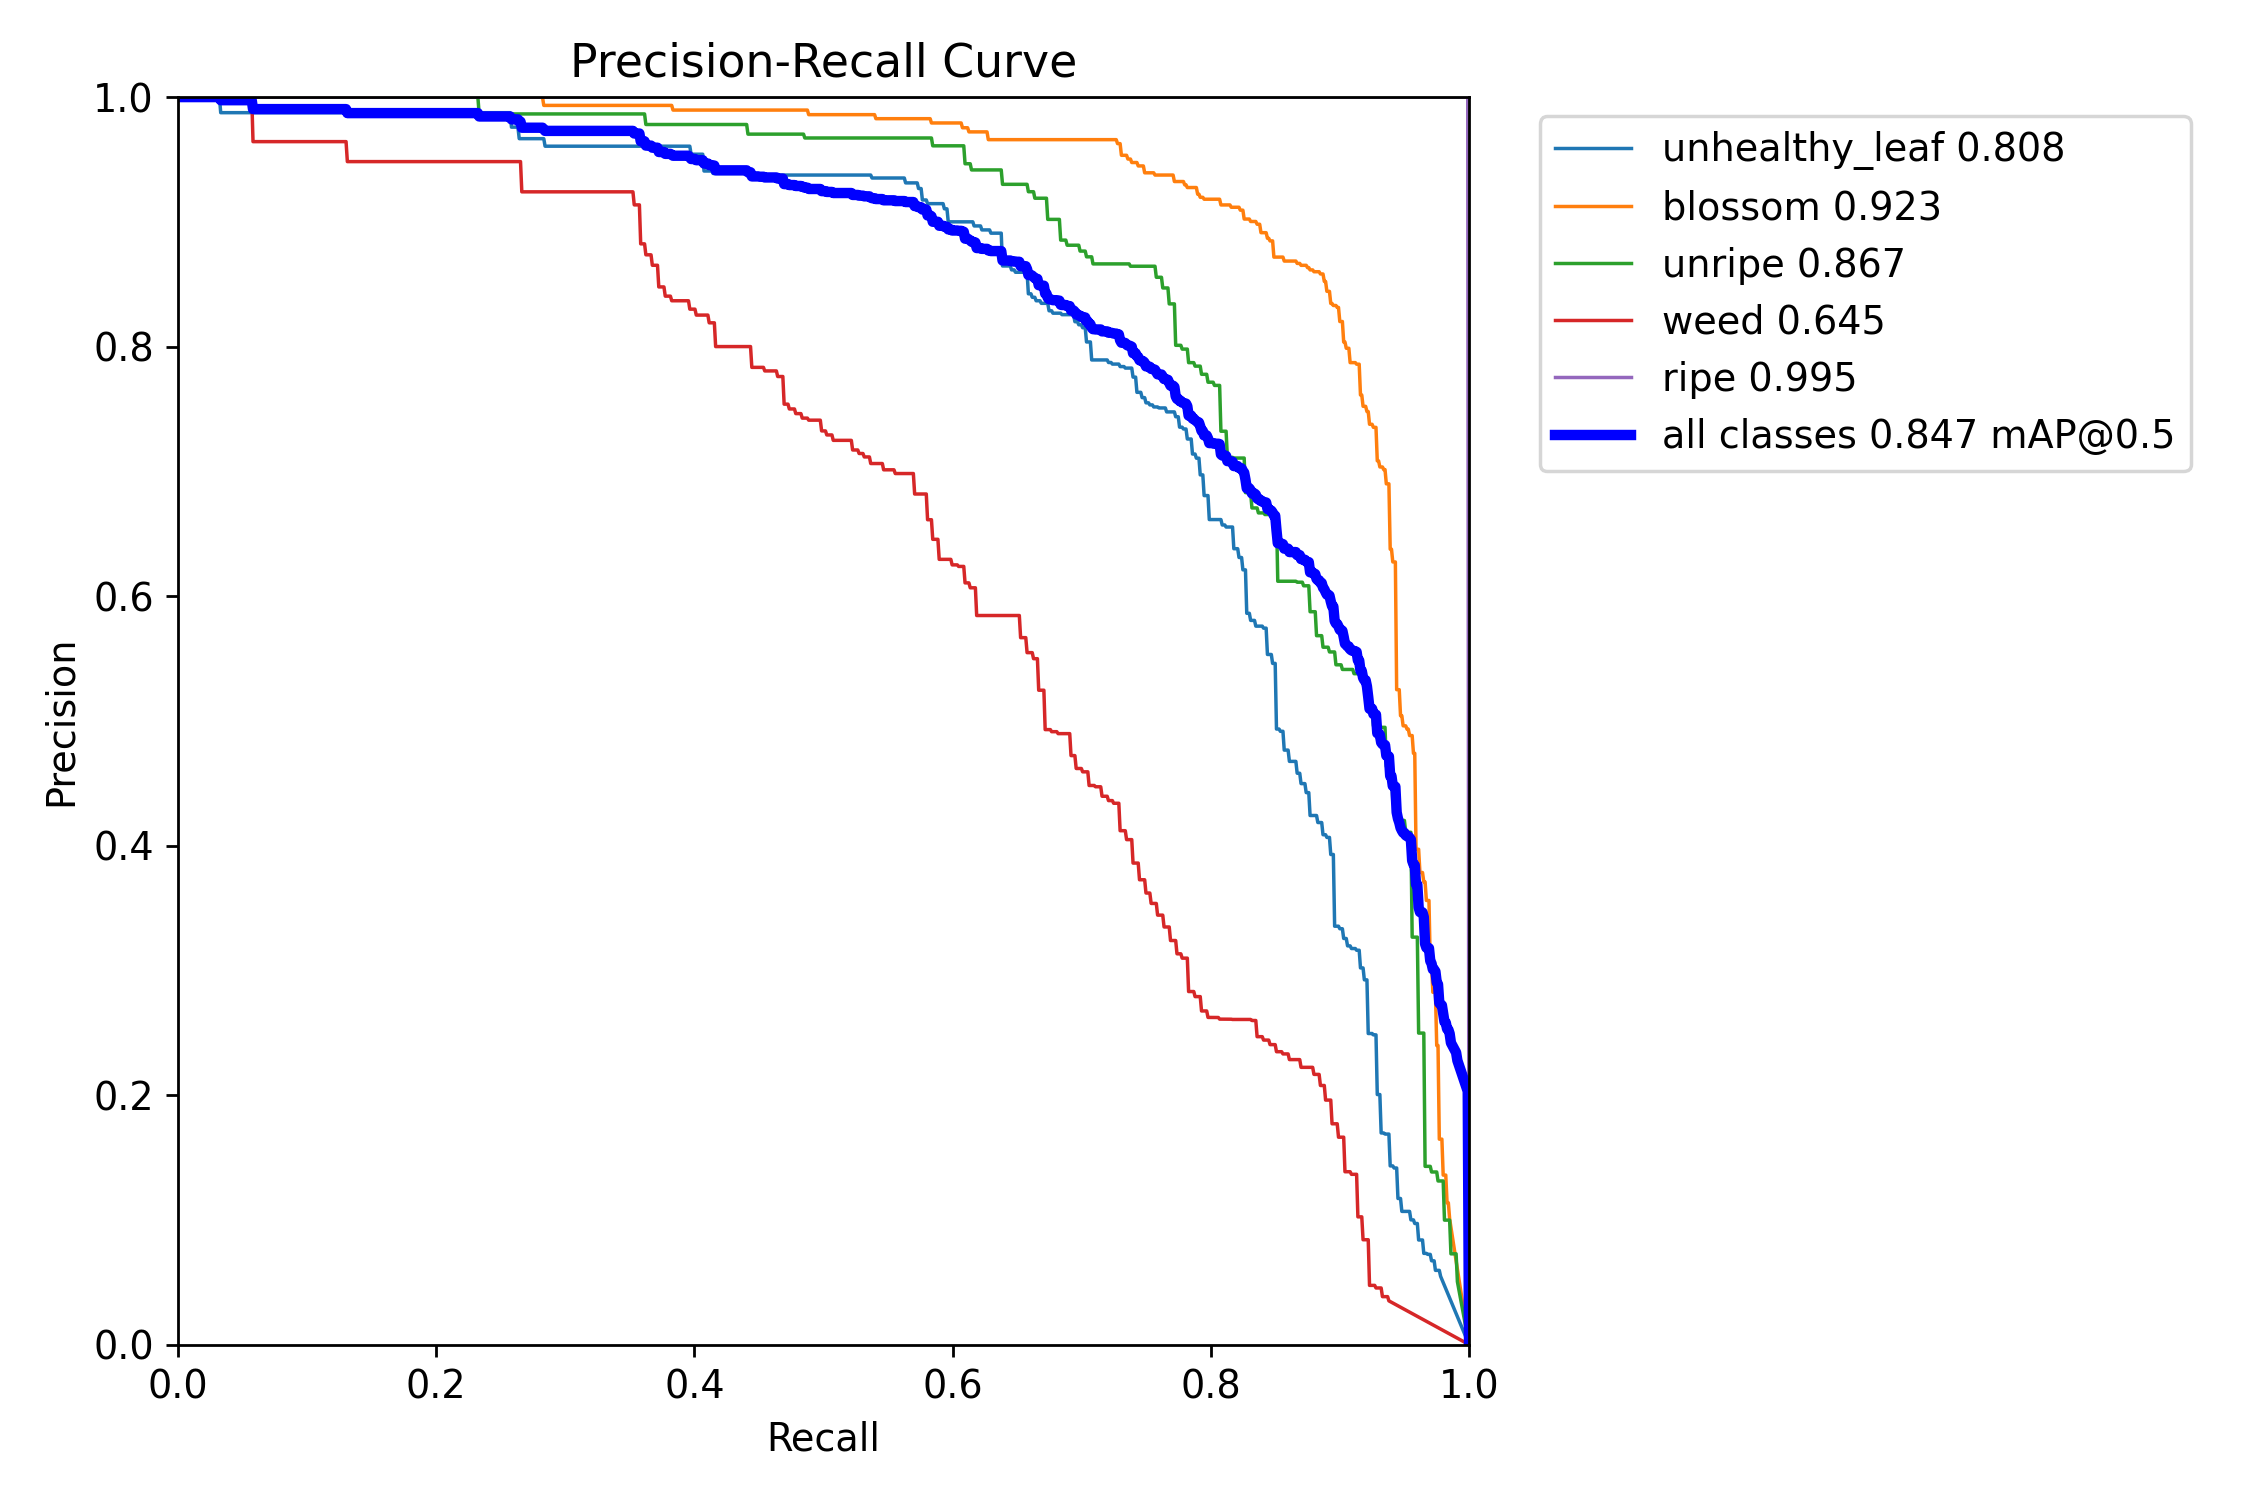 Precision-Recall Curve
1.0
0.8
0.6
0.4
0.2
0.0
Precision
0.0 0.2 0.4 0.6 0.8 1.0
Recall
unhealthy_leaf 0.808
blossom 0.923
unripe 0.867
weed 0.645
ripe 0.995
all classes 0.847 mAP@0.5